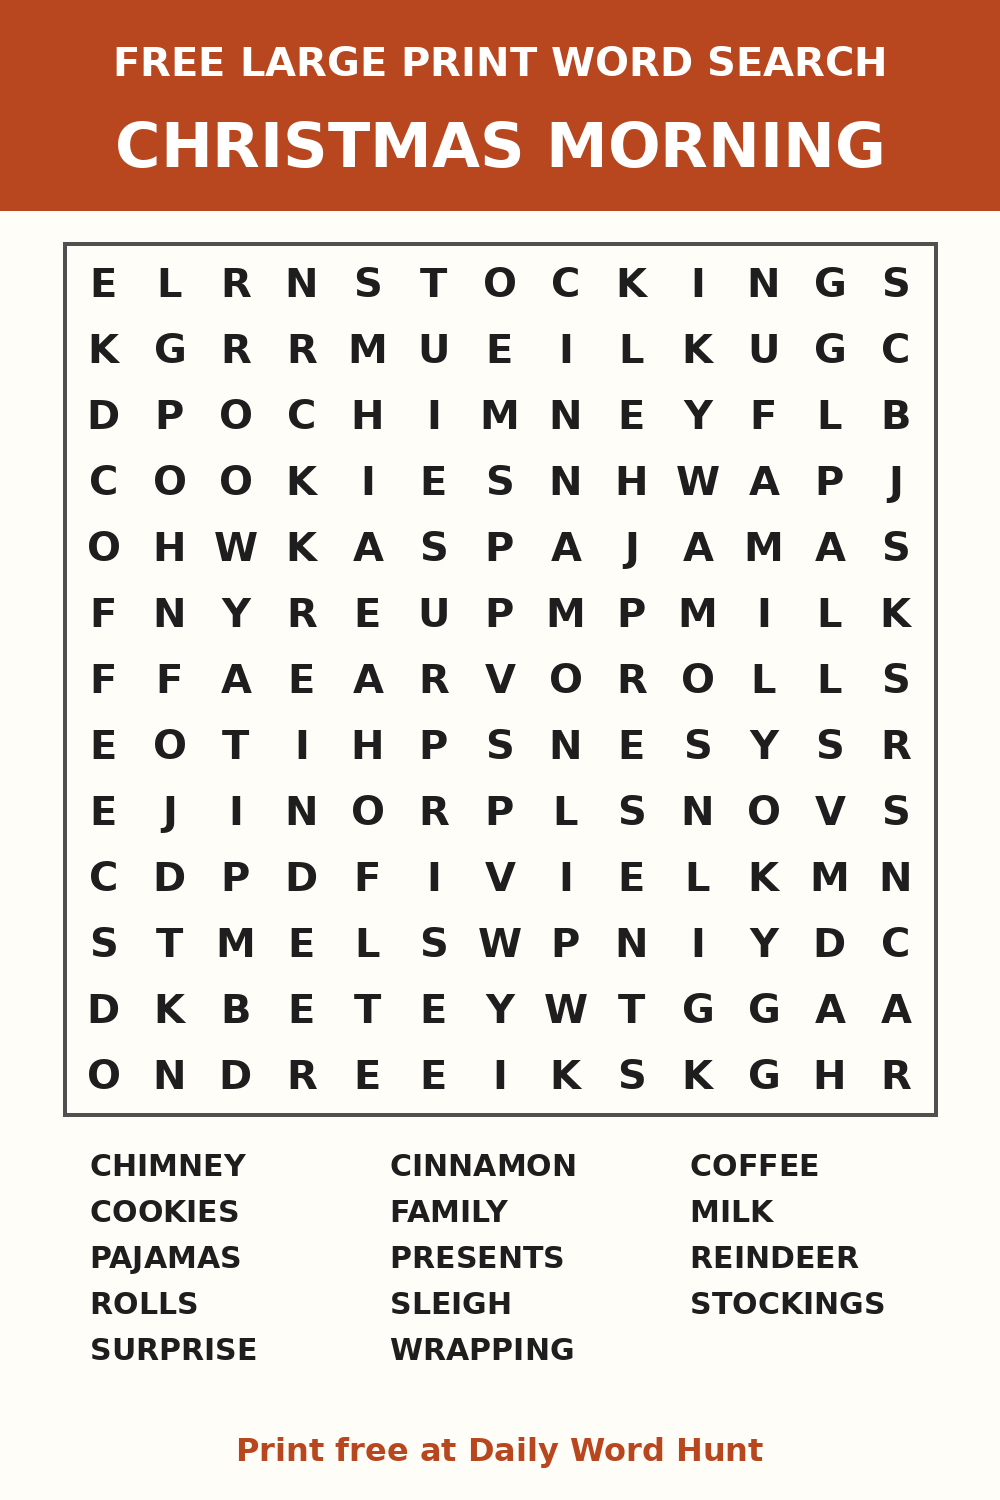 FREE LARGE PRINT WORD SEARCH
CHRISTMAS MORNING
E L R N S T O C K I N G S
K G R R M U E I L K U G C
D P O C H I M N E Y F L B
C O O K I E S N H W A P J
O H W K A S P A J A M A S
F N Y R E U P M P M I L K
F F A E A R V O R O L L S
E O T I H P S N E S Y S R
E J I N O R P L S N O V S
C D P D F I V I E L K M N
S T M E L S W P N I Y D C
D K B E T E Y W T G G A A
O N D R E E I K S K G H R
CHIMNEY CINNAMON COFFEE
COOKIES FAMILY MILK
PAJAMAS PRESENTS REINDEER
ROLLS SLEIGH STOCKINGS
SURPRISE WRAPPING
Print free at Daily Word Hunt